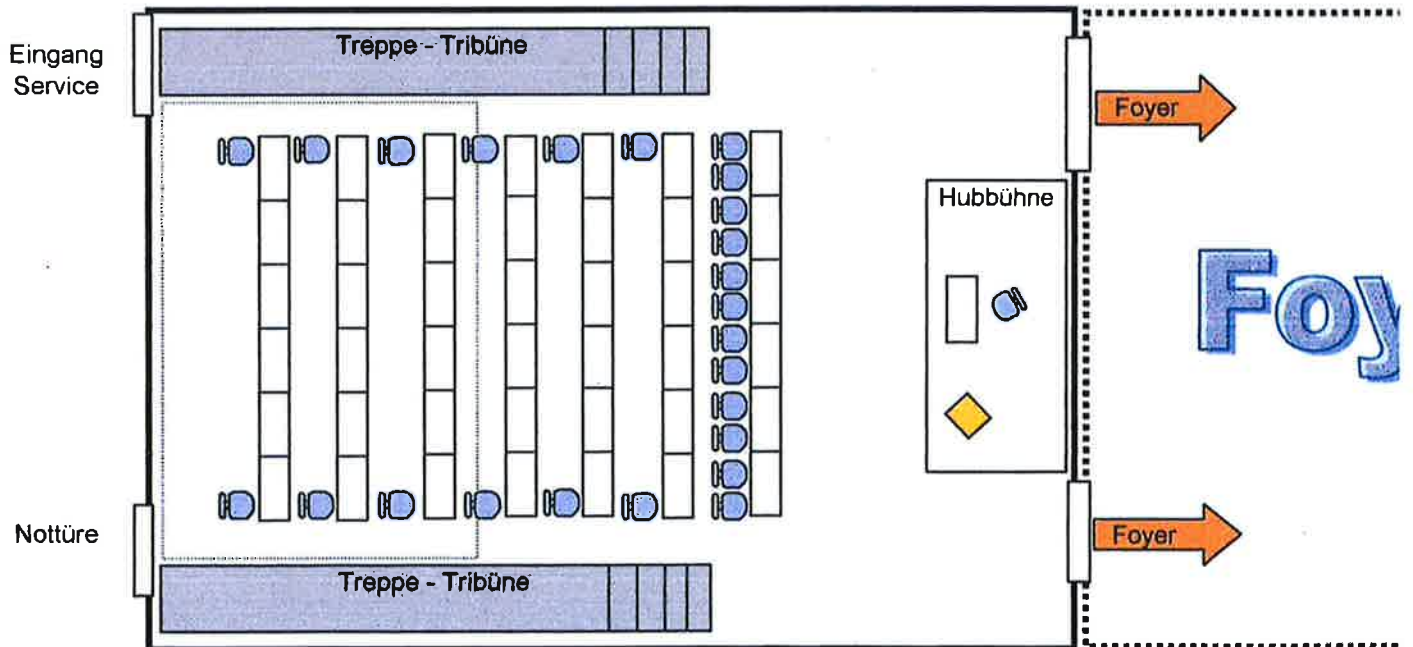 Eingang
Service
Treppe - Tribüne
Foyer
Hubbühne
Foy
Nottüre
Foyer
Treppe - Tribüne